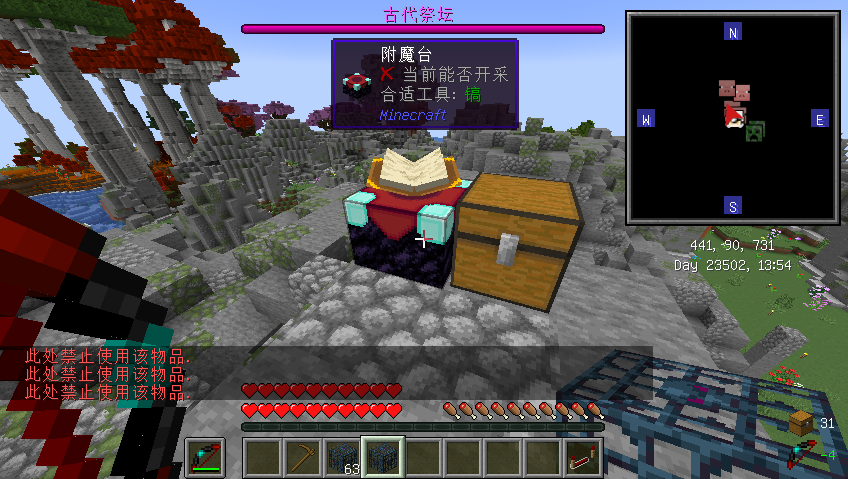 古代祭坛
附魔台
当前能否开采
合适工具: 镐
Minecraft
N
W
E
S
441, 90, 731
Day 23502, 13:54
此处禁止使用该物品.
此处禁止使用该物品.
此处禁止使用该物品.
31
-4
63